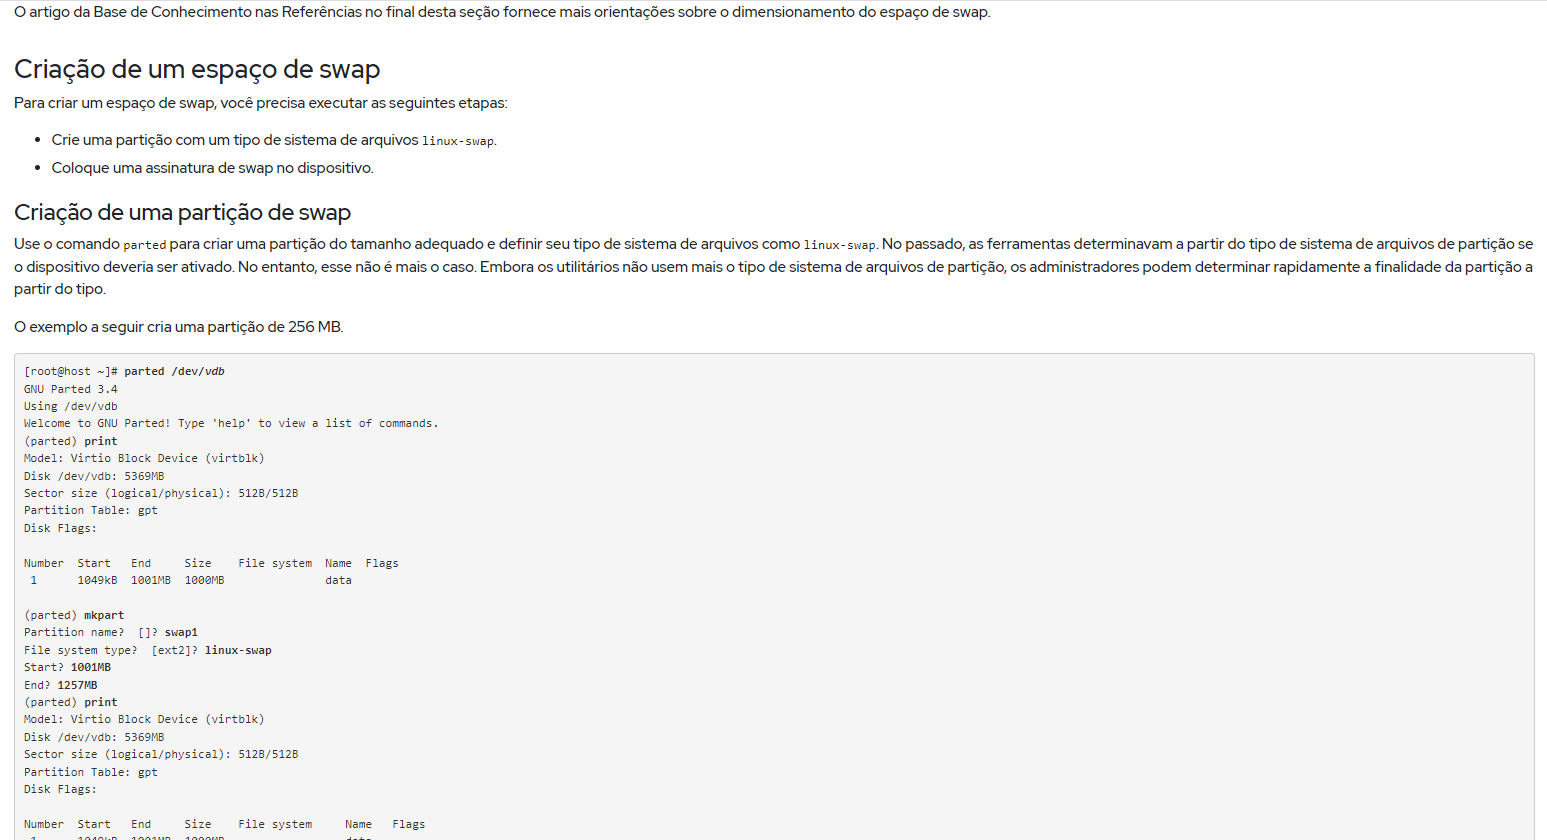 O artigo da Base de Conhecimento nas Referências no final desta seção fornece mais orientações sobre o dimensionamento do espaço de swap.
Criação de um espaço de swap
Para criar um espaço de swap, você precisa executar as seguintes etapas:
• Crie uma partição com um tipo de sistema de arquivos linux-swap.
• Coloque uma assinatura de swap no dispositivo.
Criação de uma partição de swap
Use o comando parted para criar uma partição do tamanho adequado e definir seu tipo de sistema de arquivos como linux-swap. No passado, as ferramentas determinavam a partir do tipo de sistema de arquivos de partição se
o dispositivo deveria ser ativado. No entanto, esse não é mais o caso. Embora os utilitários não usem mais o tipo de sistema de arquivos de partição, os administradores podem determinar rapidamente a finalidade da partição a
partir do tipo.
O exemplo a seguir cria uma partição de 256 MB.
[root@host ~]# parted /dev/vdb
GNU Parted 3.4
Using /dev/vdb
Welcome to GNU Parted! Type 'help' to view a list of commands.
(parted) print
Model: Virtio Block Device (virtblk)
Disk /dev/vdb: 5369MB
Sector size (logical/physical): 512B/512B
Partition Table: gpt
Disk Flags:
Number  Start   End     Size    File system  Name  Flags
 1      1049kB  1001MB  1000MB               data
(parted) mkpart
Partition name?  []? swap1
File system type?  [ext2]? linux-swap
Start? 1001MB
End? 1257MB
(parted) print
Model: Virtio Block Device (virtblk)
Disk /dev/vdb: 5369MB
Sector size (logical/physical): 512B/512B
Partition Table: gpt
Disk Flags:
Number  Start   End     Size    File system     Name   Flags
 1      1049kB  1001MB  1000MB                  data